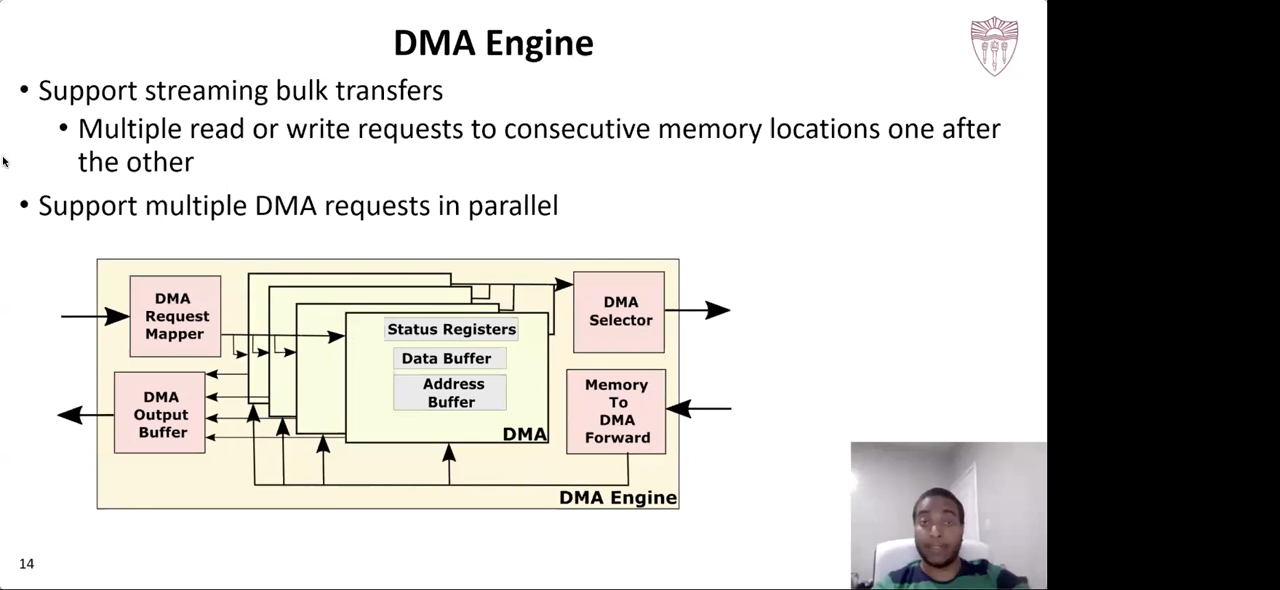 DMA Engine
• Support streaming bulk transfers
• Multiple read or write requests to consecutive memory locations one after
the other
• Support multiple DMA requests in parallel
DMA
Request
Mapper
DMA
Output
Buffer
Status Registers
Data Buffer
Address
Buffer
DMA
DMA
Selector
Memory
To
DMA
Forward
DMA Engine
14